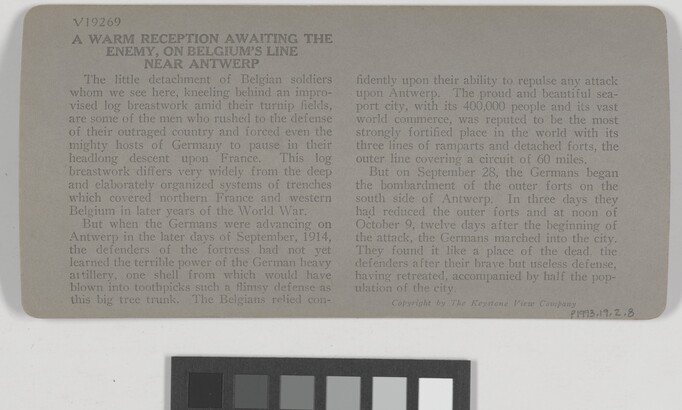 V19269
A WARM RECEPTION AWAITING THE
ENEMY, ON BELGIUM'S LINE
NEAR ANTWERP
The little detachment of Belgian soldiers
whom we see here, kneeling behind an impro-
vised log breastwork amid their turnip fields,
are some of the men who rushed to the defense
of their outraged country and forced even the
mighty hosts of Germany to pause in their
headlong descent upon France. This log
breastwork differs very widely from the deep
and elaborately organized systems of trenches
which covered northern France and western
Belgium in later years of the World War.
But when the Germans were advancing on
Antwerp in the later days of September, 1914,
the defenders of the fortress had not yet
learned the terrible power of the German heavy
artillery, one shell from which would have
blown into toothpicks such a flimsy defense as
this big tree trunk. The Belgians relied con-
fidently upon their ability to repulse any attack
upon Antwerp. The proud and beautiful sea-
port city, with its 400,000 people and its vast
world commerce, was reputed to be the most
strongly fortified place in the world with its
three lines of ramparts and detached forts, the
outer line covering a circuit of 60 miles.
But on September 28, the Germans began
the bombardment of the outer forts on the
south side of Antwerp. In three days they
had reduced the outer forts and at noon of
October 9, twelve days after the beginning of
the attack, the Germans marched into the city.
They found it like a place of the dead, the
defenders after their brave but useless defense,
having retreated, accompanied by half the pop-
ulation of the city.
Copyright by The Keystone View Company
P1973.19.2.8